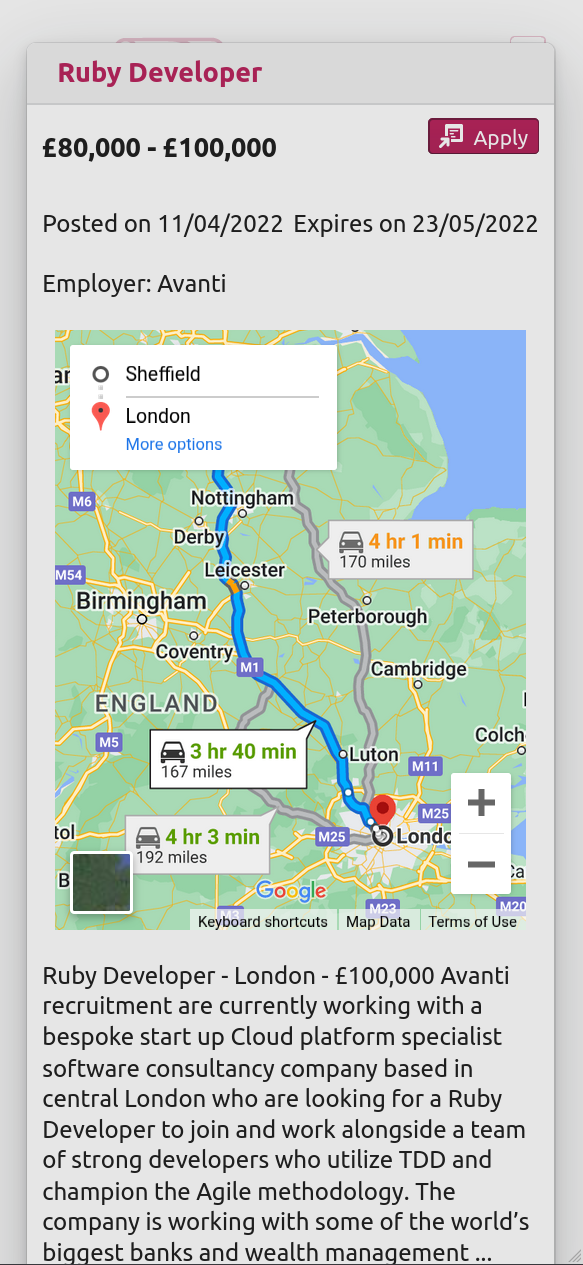 Ruby Developer
£80,000 - £100,000
Apply
Posted on 11/04/2022 Expires on 23/05/2022
Employer: Avanti
Sheffield
London
More options
M6
Nottingham
Derby
4 hr 1 min
170 miles
M54
Leicester
Birmingham
Peterborough
Coventry
M1
Cambridge
ENGLAND
M5
Colch
3 hr 40 min
167 miles
Luton
M11
M25
4 hr 3 min
192 miles
M25
Londo
tol
B
Ca
Google
M3
M23
M20
Keyboard shortcuts
Map Data
Terms of Use
Ruby Developer - London - £100,000 Avanti
recruitment are currently working with a
bespoke start up Cloud platform specialist
software consultancy company based in
central London who are looking for a Ruby
Developer to join and work alongside a team
of strong developers who utilize TDD and
champion the Agile methodology. The
company is working with some of the world’s
biggest banks and wealth management ...